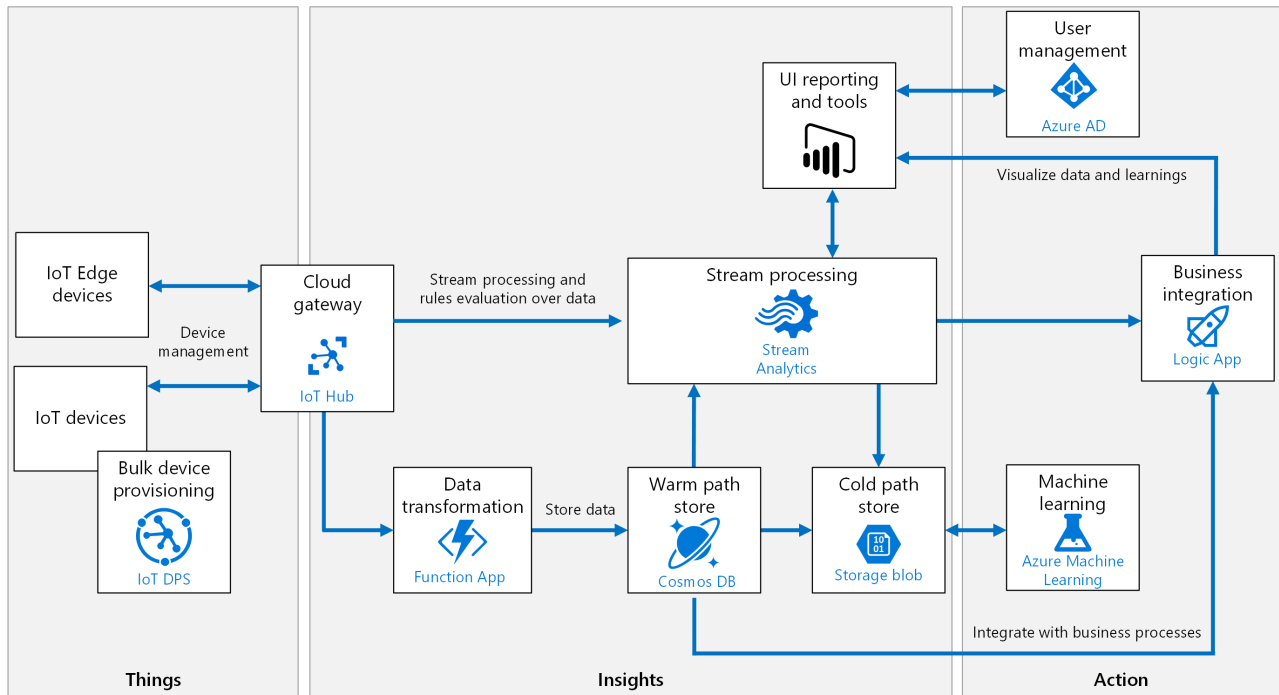 User
management
Azure AD
UI reporting
and tools
Visualize data and learnings
IoT Edge
devices
Device
management
IoT devices
Bulk device
provisioning
IoT DPS
Cloud
gateway
IoT Hub
Stream processing and
rules evaluation over data
Stream processing
Stream
Analytics
Business
integration
Logic App
Data
transformation
Function App
Store data
Warm path
store
Cosmos DB
Cold path
store
10
01
Storage blob
Machine
learning
Azure Machine
Learning
Integrate with business processes
Things
Insights
Action